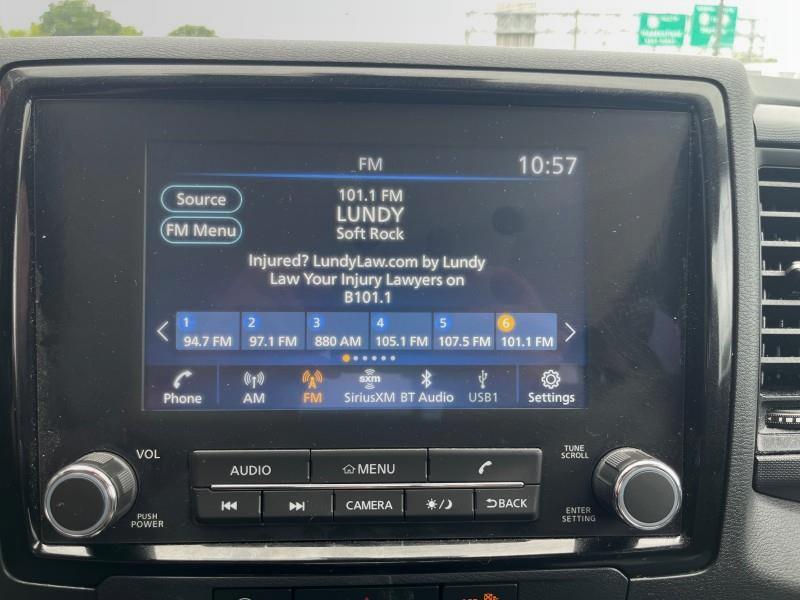 FM 10:57
Source
FM Menu
101.1 FM
LUNDY
Soft Rock
Injured? LundyLaw.com by Lundy
Law Your Injury Lawyers on
B101.1
1 2 3 4 5 6
94.7 FM 97.1 FM 880 AM 105.1 FM 107.5 FM 101.1 FM
sxm
Phone AM FM SiriusXM BT Audio USB1 Settings
VOL
PUSH
POWER
AUDIO MENU
CAMERA BACK
TUNE
SCROLL
ENTER
SETTING